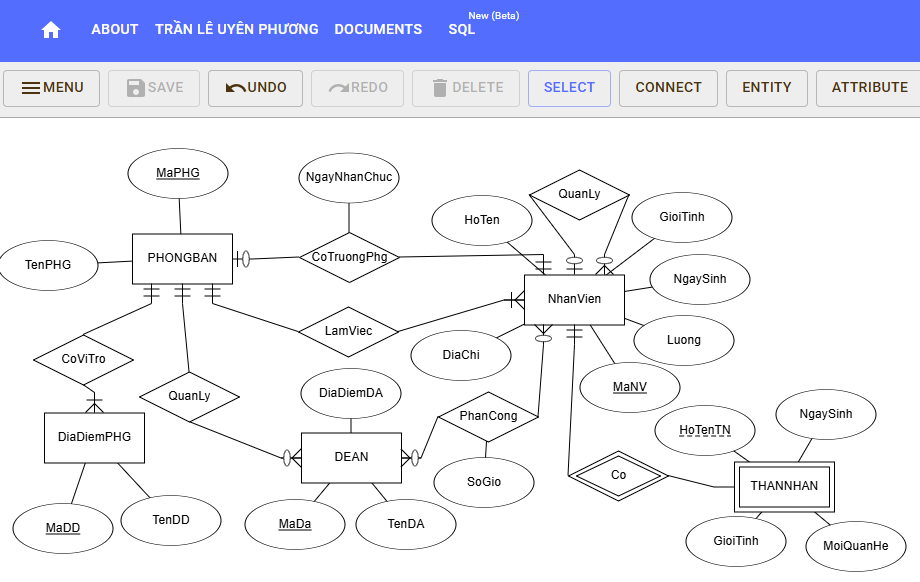 New (Beta)
ABOUT TRẦN LÊ UYÊN PHƯƠNG DOCUMENTS SQL
MENU SAVE UNDO REDO DELETE SELECT CONNECT ENTITY ATTRIBUTE
MaPHG
NgayNhanChuc
QuanLy
HoTen
GioiTinh
TenPHG
PHONGBAN
CoTruongPhg
NgaySinh
NhanVien
LamViec
Luong
CoViTro
DiaChi
MaNV
QuanLy
DiaDiemDA
PhanCong
NgaySinh
HoTenTN
DiaDiemPHG
DEAN
Co
SoGio
THANNHAN
MaDD
TenDD
MaDa
TenDA
GioiTinh
MoiQuanHe